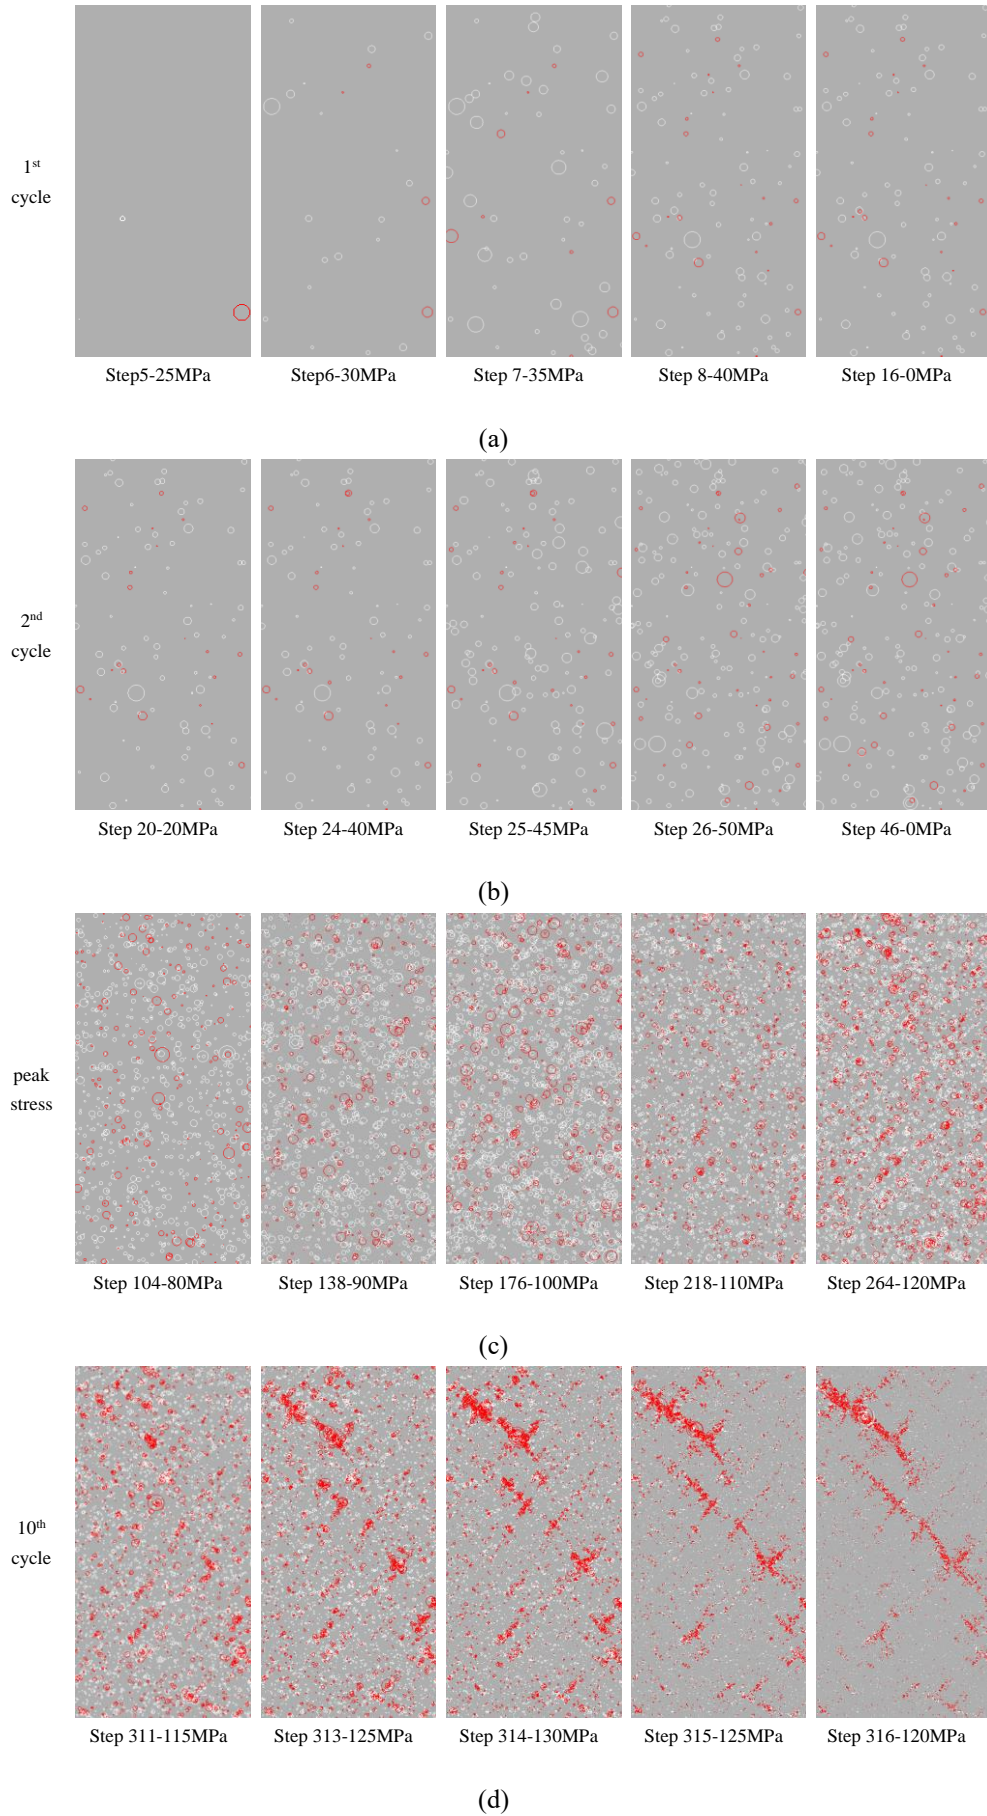 1st
cycle
Step5-25MPa
Step6-30MPa
Step 7-35MPa
Step 8-40MPa
Step 16-0MPa
(a)
2nd
cycle
Step 20-20MPa
Step 24-40MPa
Step 25-45MPa
Step 26-50MPa
Step 46-0MPa
(b)
peak
stress
Step 104-80MPa
Step 138-90MPa
Step 176-100MPa
Step 218-110MPa
Step 264-120MPa
(c)
10th
cycle
Step 311-115MPa
Step 313-125MPa
Step 314-130MPa
Step 315-125MPa
Step 316-120MPa
(d)